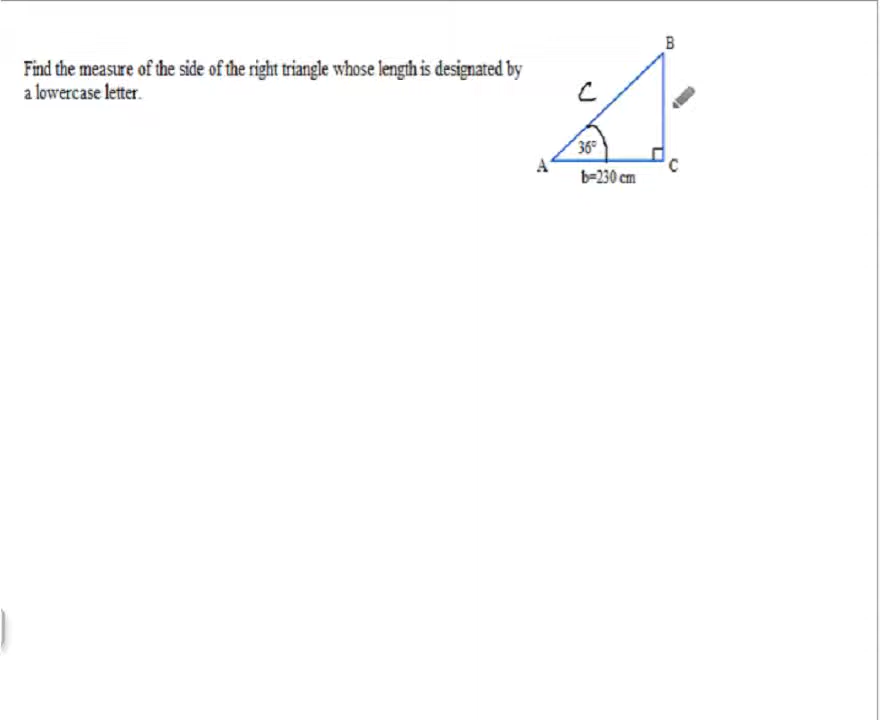 Find the measure of the side of the right triangle whose length is designated by
a lowercase letter.
B
C
36°
A
C
b=230 cm